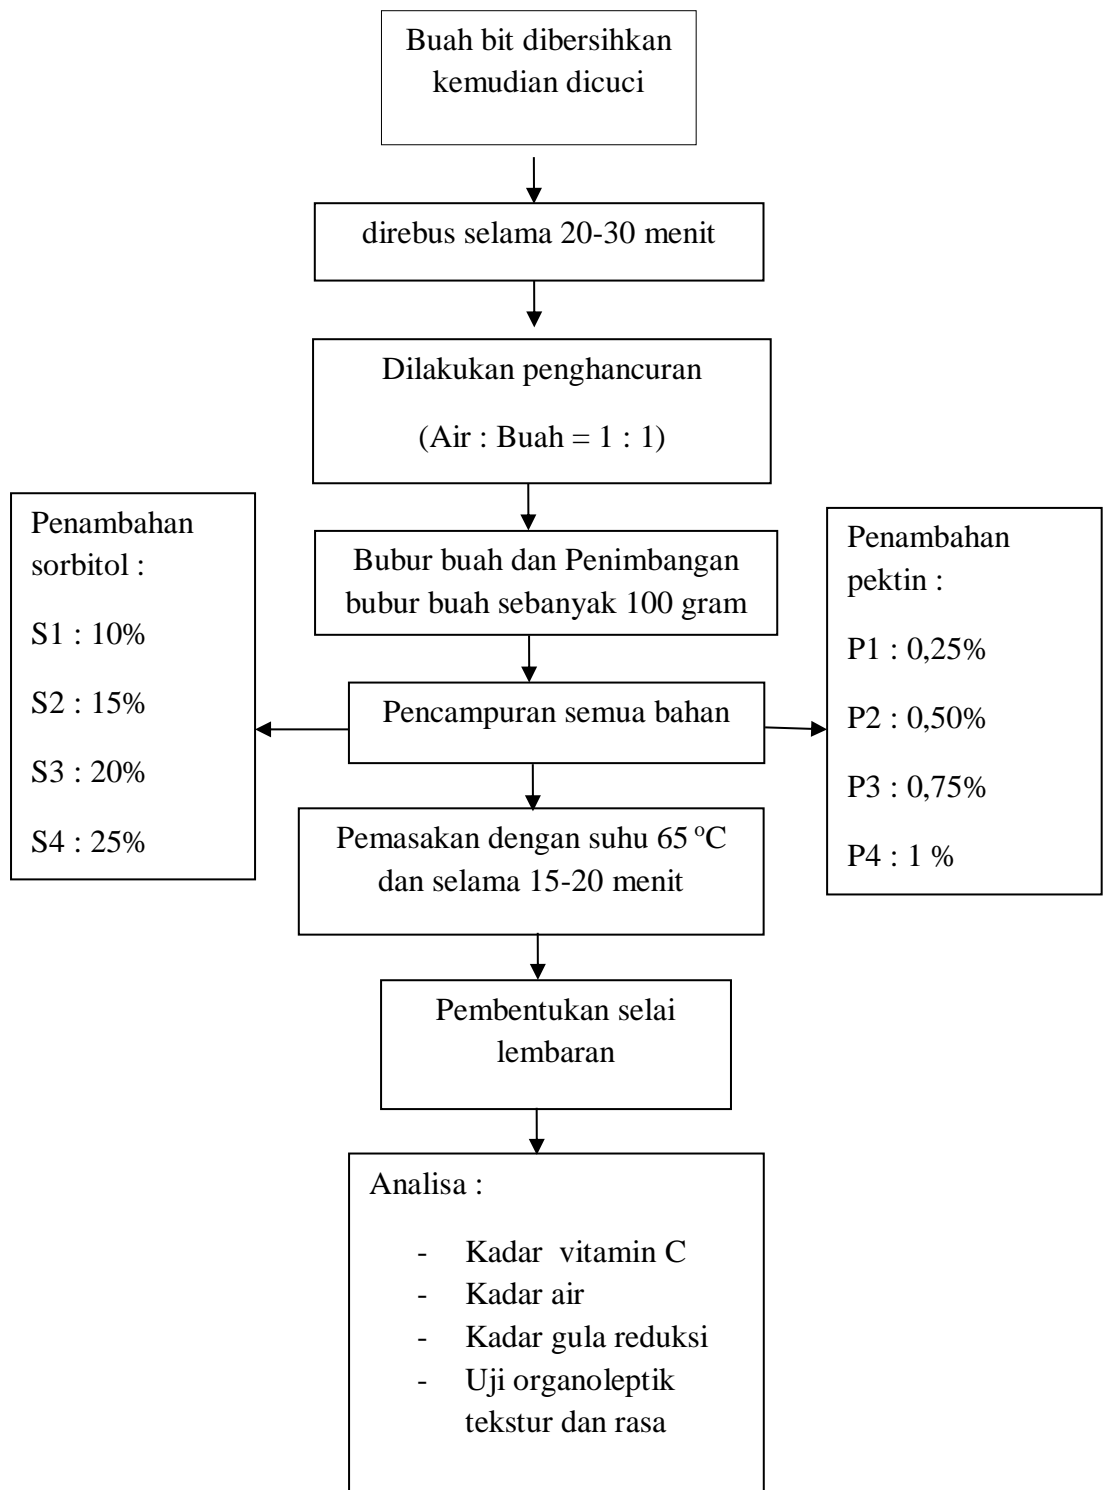 Buah bit dibersihkan
kemudian dicuci
direbus selama 20-30 menit
Dilakukan penghancuran
(Air : Buah = 1 : 1)
Bubur buah dan Penimbangan
bubur buah sebanyak 100 gram
Pencampuran semua bahan
Penambahan
sorbitol :
S1 : 10%
S2 : 15%
S3 : 20%
S4 : 25%
Penambahan
pektin :
P1 : 0,25%
P2 : 0,50%
P3 : 0,75%
P4 : 1 %
Pemasakan dengan suhu 65 °C
dan selama 15-20 menit
Pembentukan selai
lembaran
Analisa :
- Kadar vitamin C
- Kadar air
- Kadar gula reduksi
- Uji organoleptik
tekstur dan rasa